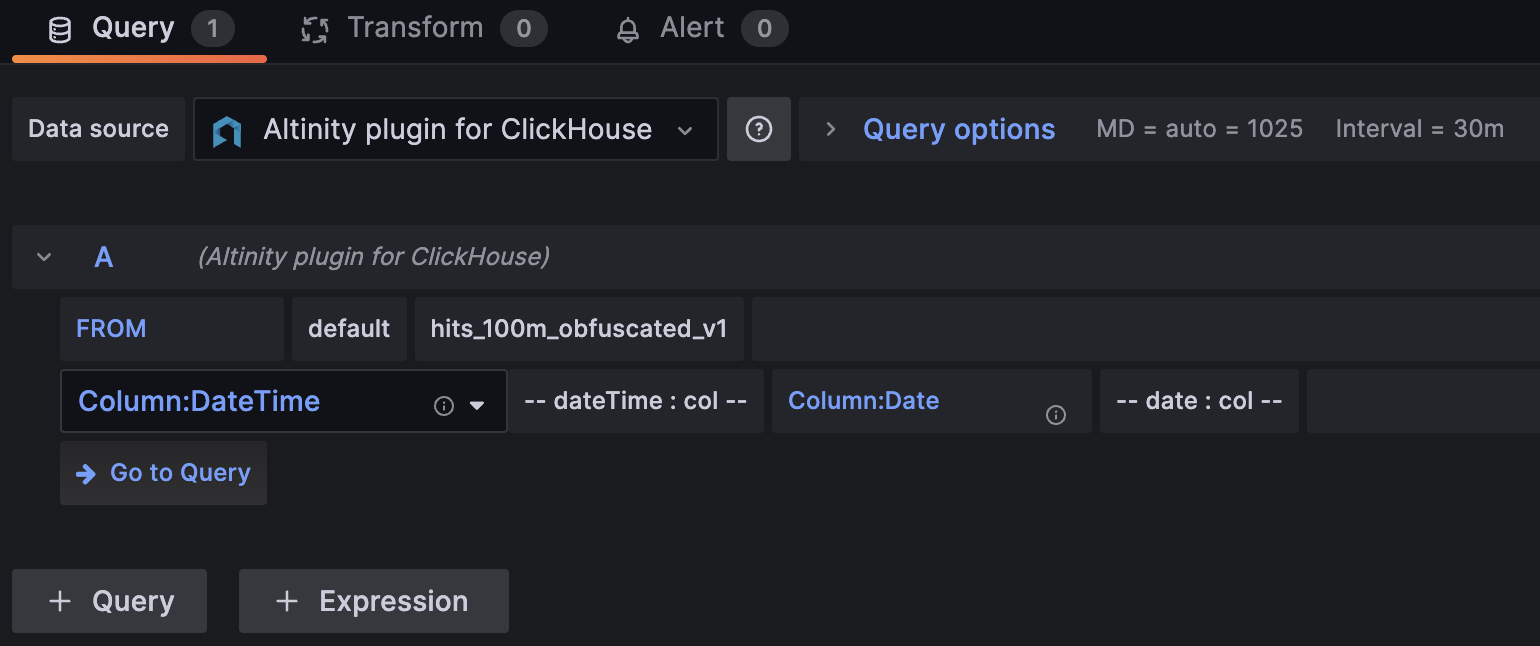 Query 1 Transform 0 Alert 0
Data source Altinity plugin for ClickHouse ? Query options MD = auto = 1025 Interval = 30m
A (Altinity plugin for ClickHouse)
FROM default hits_100m_obfuscated_v1
Column:DateTime -- dateTime : col -- Column:Date -- date : col --
Go to Query
+ Query + Expression